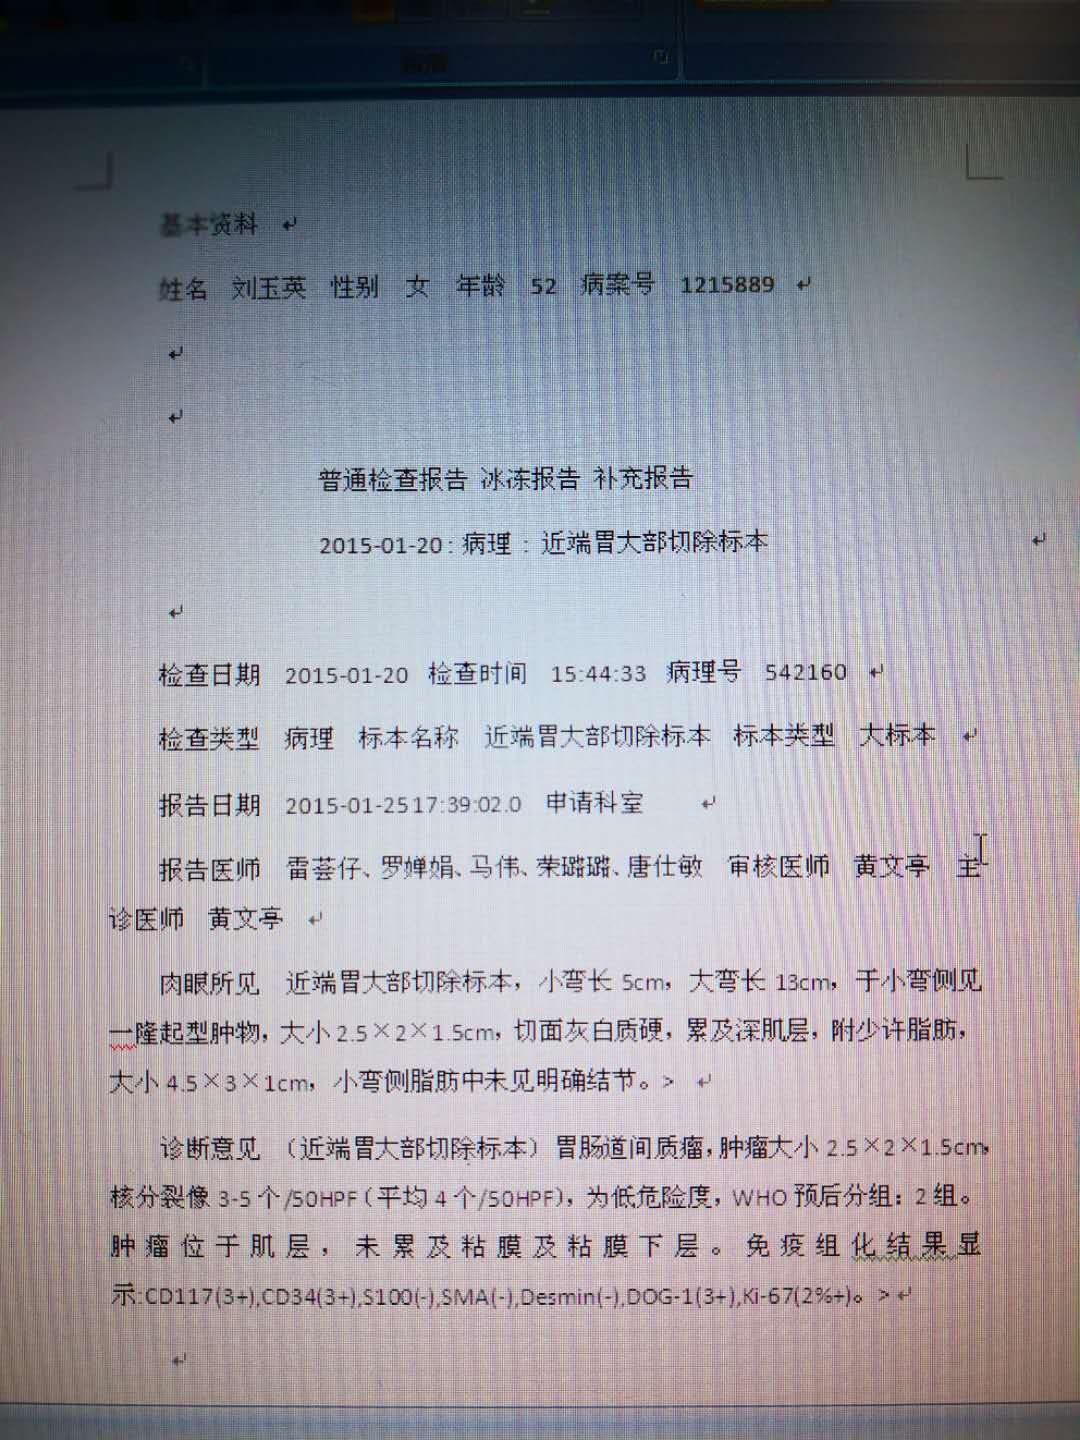 基本资料
姓名 刘玉英 性别 女 年龄 52 病案号 1215889
普通检查报告 冰冻报告 补充报告
2015-01-20 : 病理 : 近端胃大部切除标本
检查日期 2015-01-20 检查时间 15:44:33 病理号 542160
检查类型 病理 标本名称 近端胃大部切除标本 标本类型 大标本
报告日期 2015-01-25 17:39:02.0 申请科室
报告医师 雷荟仔、罗婵娟、马伟、荣璐璐、唐仕敏 审核医师 黄文亭 主
诊医师 黄文亭
肉眼所见 近端胃大部切除标本，小弯长 5cm，大弯长 13cm，于小弯侧见
一隆起型肿物，大小 2.5×2×1.5cm，切面灰白质硬，累及深肌层，附少许脂肪，
大小 4.5×3×1cm，小弯侧脂肪中未见明确结节。>
诊断意见 （近端胃大部切除标本）胃肠道间质瘤，肿瘤大小 2.5×2×1.5cm，
核分裂像 3-5 个/50HPF（平均 4 个/50HPF），为低危险度，WHO 预后分组：2 组。
肿瘤位于肌层，未累及粘膜及粘膜下层。免疫组化结果显
示:CD117(3+),CD34(3+),S100(-),SMA(-),Desmin(-),DOG-1(3+),Ki-67(2%+)。>